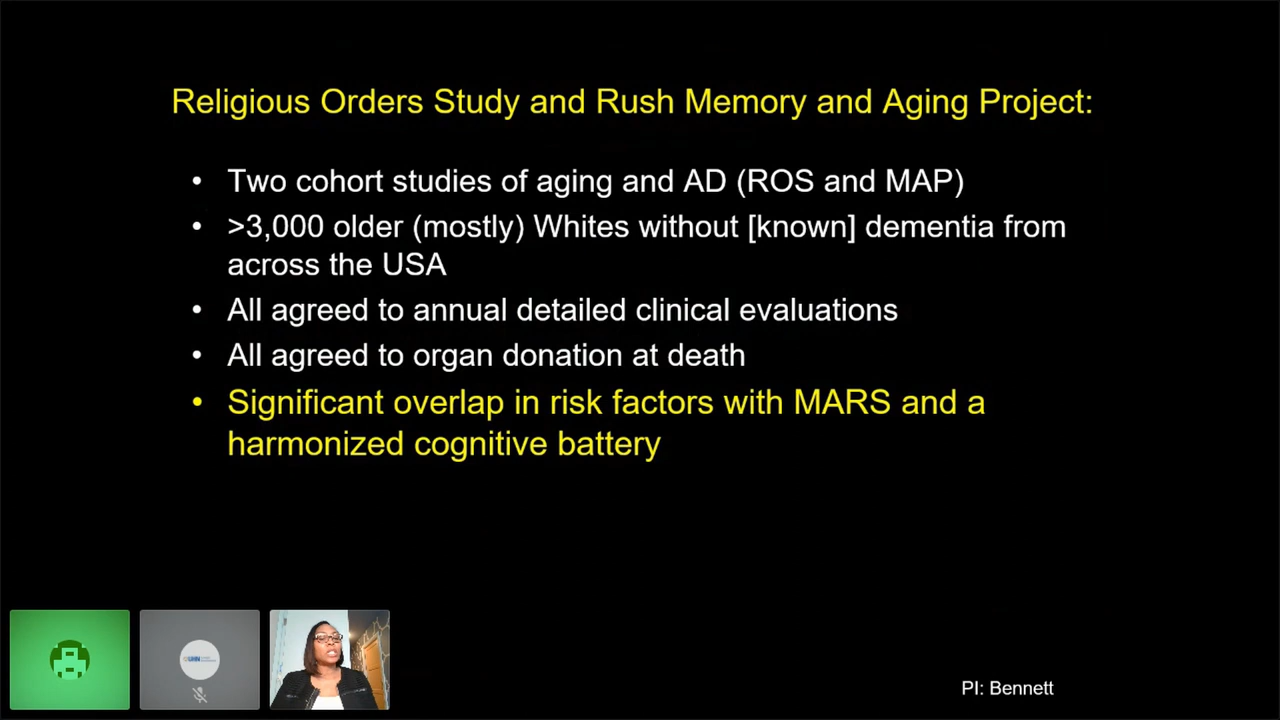 Religious Orders Study and Rush Memory and Aging Project:
• Two cohort studies of aging and AD (ROS and MAP)
• >3,000 older (mostly) Whites without [known] dementia from
across the USA
• All agreed to annual detailed clinical evaluations
• All agreed to organ donation at death
• Significant overlap in risk factors with MARS and a
harmonized cognitive battery
PI: Bennett